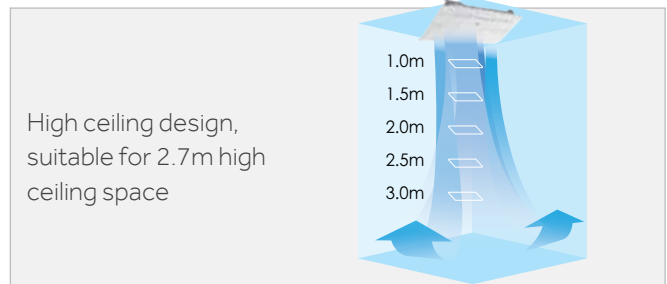 High ceiling design,
suitable for 2.7m high
ceiling space
1.0m
1.5m
2.0m
2.5m
3.0m